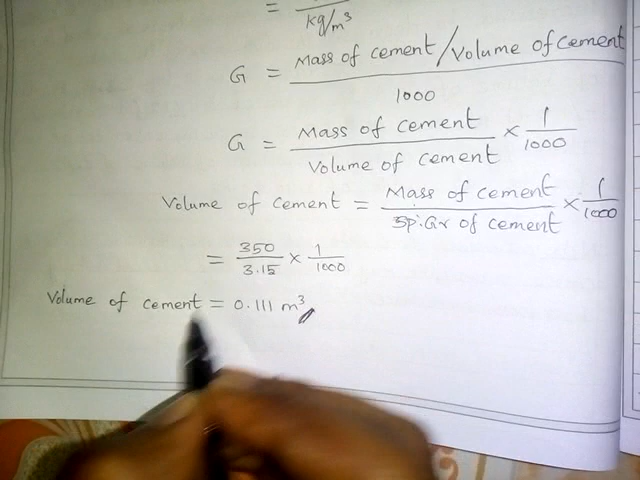 = kg/m³
G = Mass of cement/Volume of cement / 1000
G = Mass of cement / Volume of cement × 1/1000
Volume of cement = Mass of cement / Sp.Gr of cement × 1/1000
= 350/3.15 × 1/1000
Volume of cement = 0.111 m³